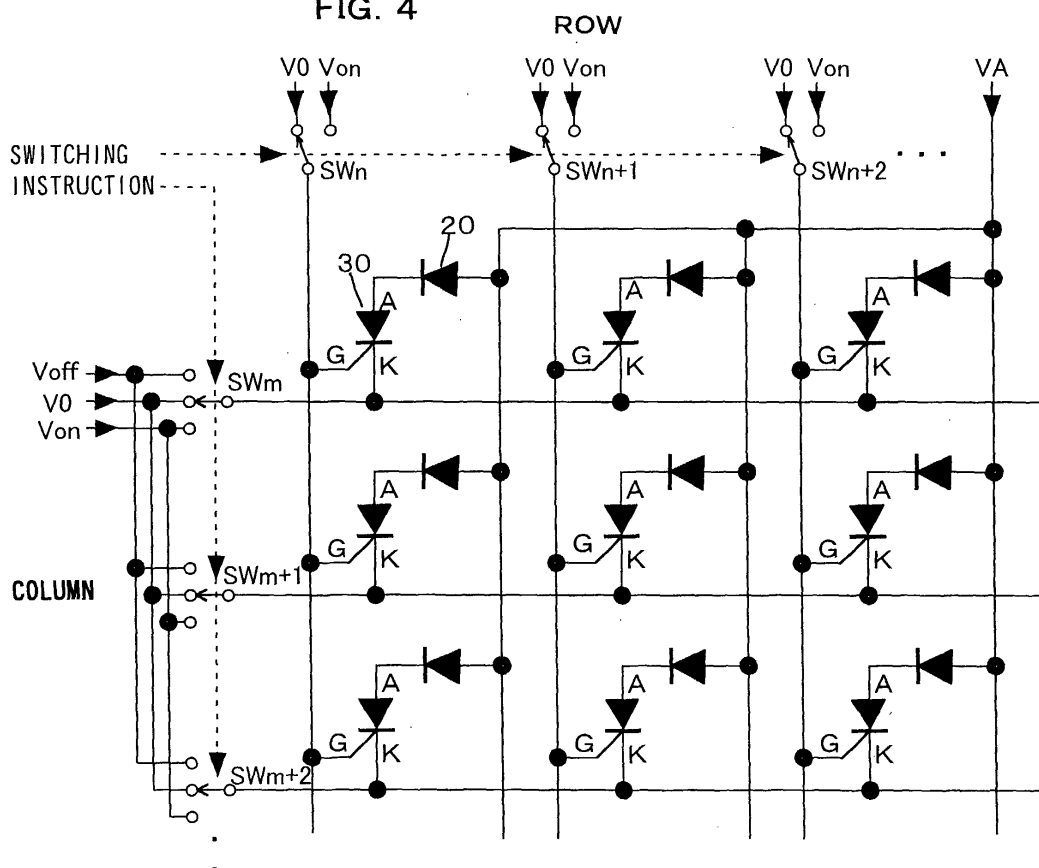 FIG. 4
ROW
V0 Von V0 Von V0 Von VA
SWITCHING
INSTRUCTION
SWn SWn+1 SWn+2 . . .
20
30
A A A
G K G K G K
Voff
V0
Von
SWm
A A A
G K G K G K
COLUMN
SWm+1
A A A
G K G K G K
SWm+2